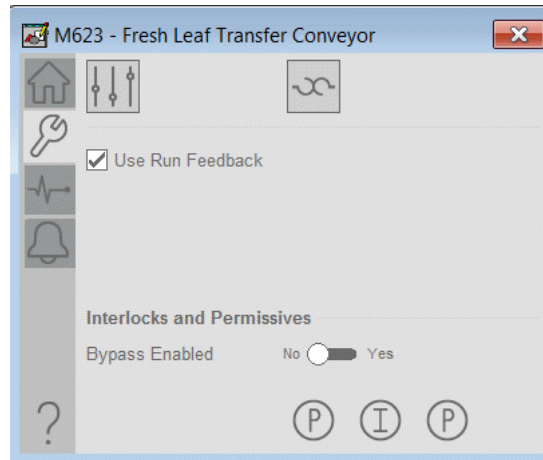 M623 - Fresh Leaf Transfer Conveyor
Use Run Feedback
Interlocks and Permissives
Bypass Enabled No Yes
? P I P